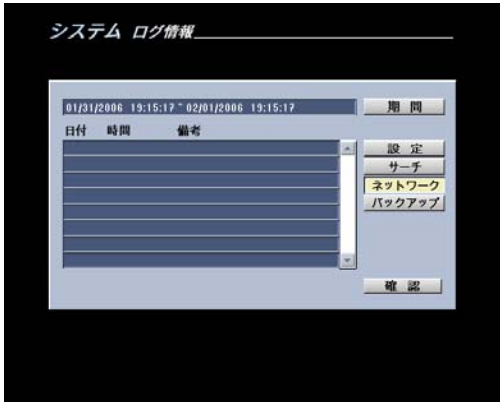 システム ログ情報
01/31/2006 19:15:17~02/01/2006 19:15:17
期間
日付 時間 備考
設定
サーチ
ネットワーク
バックアップ
確認